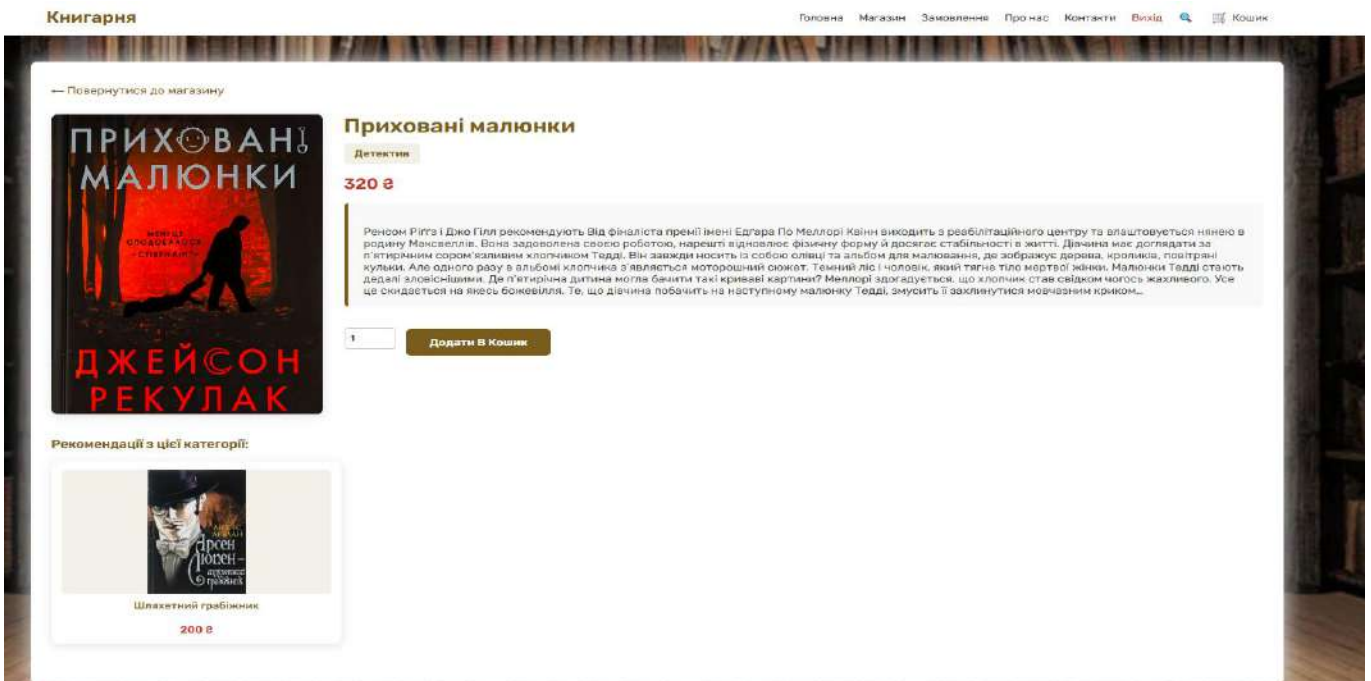 Книгарня
Головна Магазин Замовлення Про нас Контакти Вихід Кошик
← Повернутися до магазину
ПРИХОВАНІ
МАЛЮНКИ
ДЖЕЙСОН
РЕКУЛАК
Приховані малюнки
Детектив
320 ₴
Ренсом Ріґґз і Джо Гілл рекомендують Від фіналіста премії імені Едґара По Меллорі Квінн виходить з реабілітаційного центру та влаштовується нянею в
родину Максвеллів. Вона задоволена своєю роботою, нарешті відновлює фізичну форму й досягає стабільності в житті. Дівчина має доглядати за
п'ятирічним сором'язливим хлопчиком Тедді. Він завжди носить із собою олівці та альбом для малювання, де зображує дерева, кроликів, повітряні
кульки. Але одного разу в альбомі хлопчика з'являється моторошний сюжет. Темний ліс і чоловік, який тягне тіло мертвої жінки. Малюнки Тедді стають
дедалі зловіснішими. Де п'ятирічна дитина могла бачити такі криваві картини? Меллорі здогадується, що хлопчик став свідком чогось жахливого. Усе
це скидається на якесь божевілля. Те, що дівчина побачить на наступному малюнку Тедді, змусить її захлинутися мовчазним криком...
1
Додати В Кошик
Рекомендації з цієї категорії:
Арсен
Люпен –
Шляхетний грабіжник
200 ₴